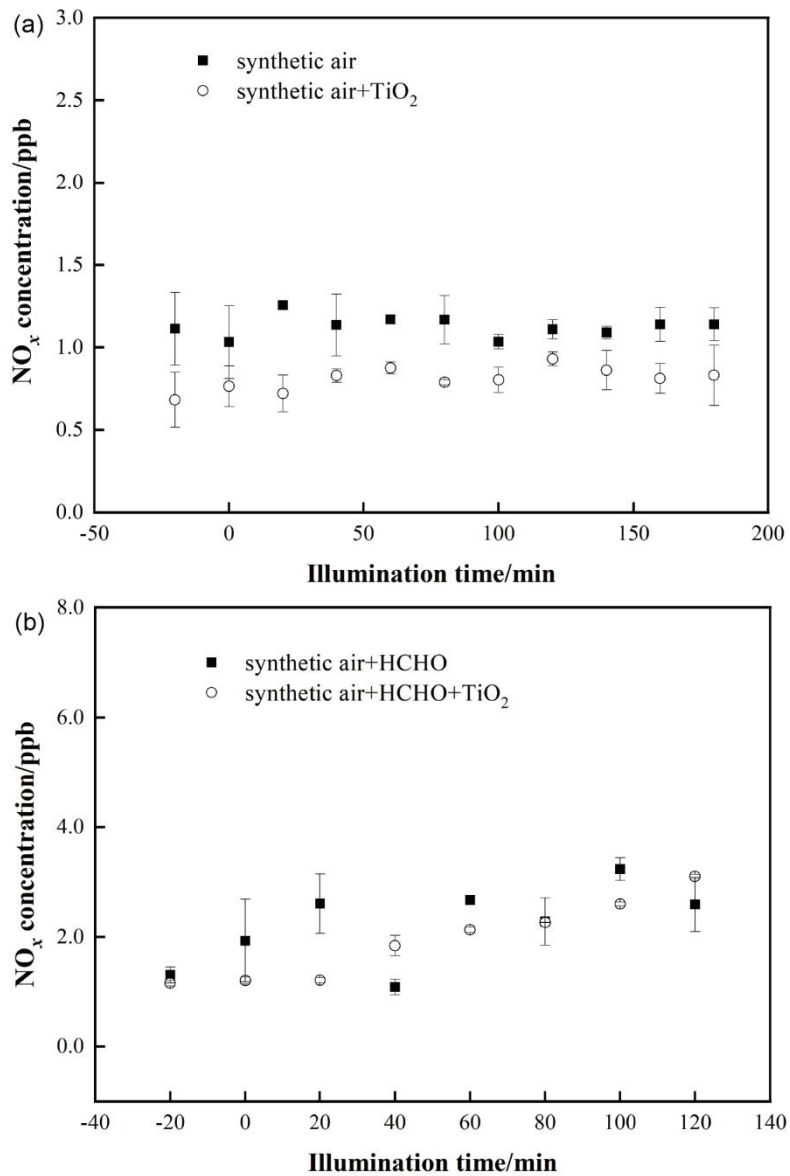 (a)
3.0
synthetic air
synthetic air+TiO₂
2.5
2.0
1.5
1.0
0.5
0.0
NOₓ concentration/ppb
-50 0 50 100 150 200
Illumination time/min
(b)
8.0
synthetic air+HCHO
synthetic air+HCHO+TiO₂
6.0
4.0
2.0
0.0
NOₓ concentration/ppb
-40 -20 0 20 40 60 80 100 120 140
Illumination time/min